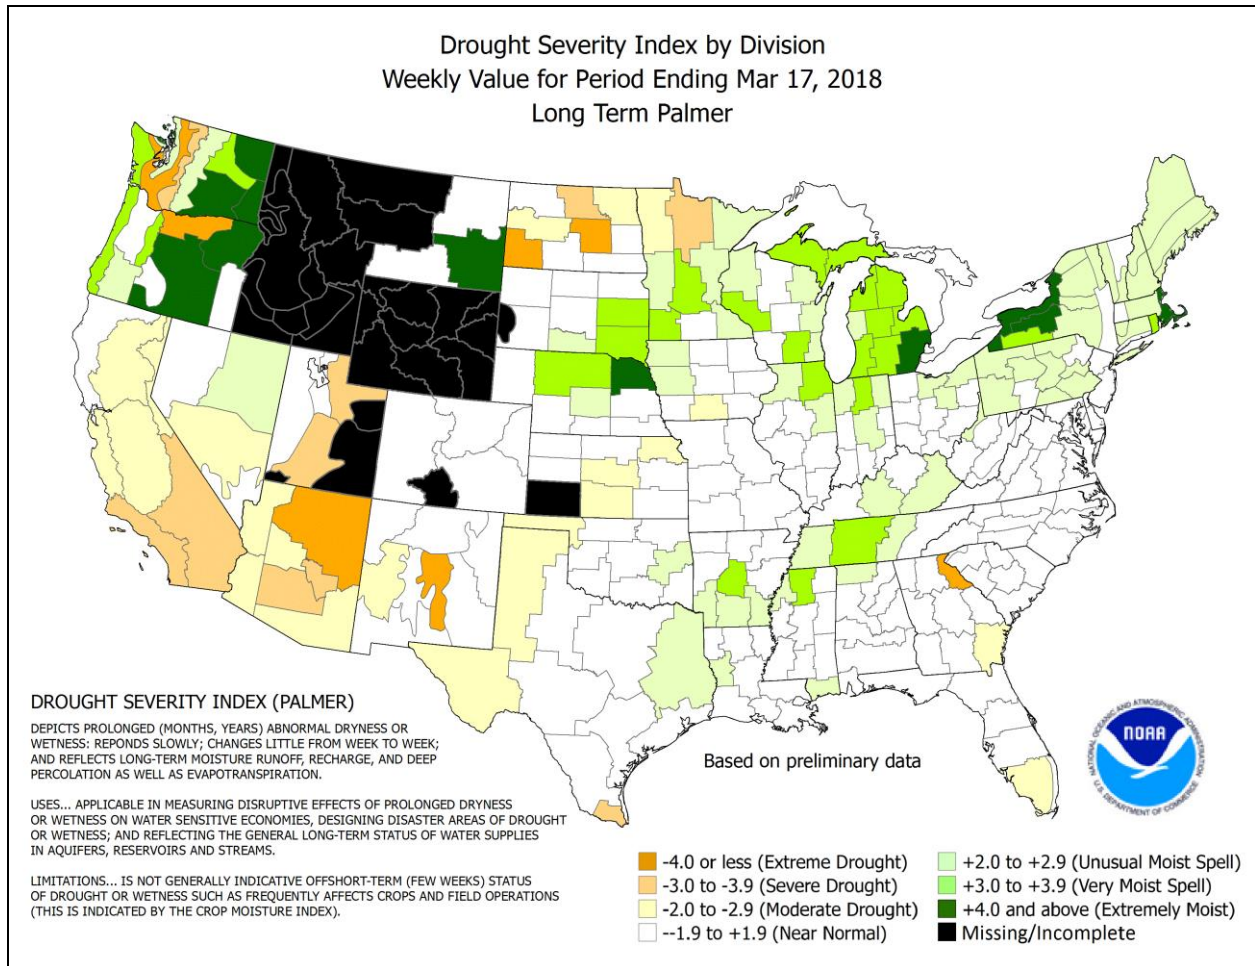 Drought Severity Index by Division
Weekly Value for Period Ending Mar 17, 2018
Long Term Palmer
DROUGHT SEVERITY INDEX (PALMER)
DEPICTS PROLONGED (MONTHS, YEARS) ABNORMAL DRYNESS OR
WETNESS: REPONDS SLOWLY; CHANGES LITTLE FROM WEEK TO WEEK;
AND REFLECTS LONG-TERM MOISTURE RUNOFF, RECHARGE, AND DEEP
PERCOLATION AS WELL AS EVAPOTRANSPIRATION.
USES... APPLICABLE IN MEASURING DISRUPTIVE EFFECTS OF PROLONGED DRYNESS
OR WETNESS ON WATER SENSITIVE ECONOMIES, DESIGNING DISASTER AREAS OF DROUGHT
OR WETNESS; AND REFLECTING THE GENERAL LONG-TERM STATUS OF WATER SUPPLIES
IN AQUIFERS, RESERVOIRS AND STREAMS.
LIMITATIONS... IS NOT GENERALLY INDICATIVE OFFSHORT-TERM (FEW WEEKS) STATUS
OF DROUGHT OR WETNESS SUCH AS FREQUENTLY AFFECTS CROPS AND FIELD OPERATIONS
(THIS IS INDICATED BY THE CROP MOISTURE INDEX).
Based on preliminary data
NATIONAL OCEANIC AND ATMOSPHERIC ADMINISTRATION
NOAA
U.S. DEPARTMENT OF COMMERCE
-4.0 or less (Extreme Drought)
-3.0 to -3.9 (Severe Drought)
-2.0 to -2.9 (Moderate Drought)
--1.9 to +1.9 (Near Normal)
+2.0 to +2.9 (Unusual Moist Spell)
+3.0 to +3.9 (Very Moist Spell)
+4.0 and above (Extremely Moist)
Missing/Incomplete